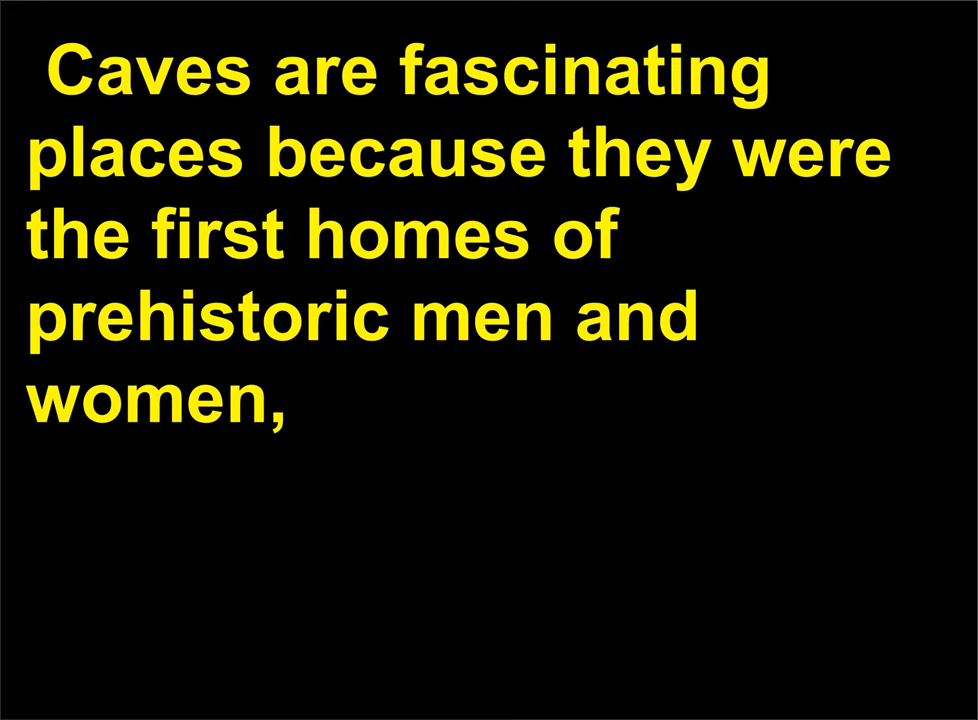 Caves are fascinating
places because they were
the first homes of
prehistoric men and
women,